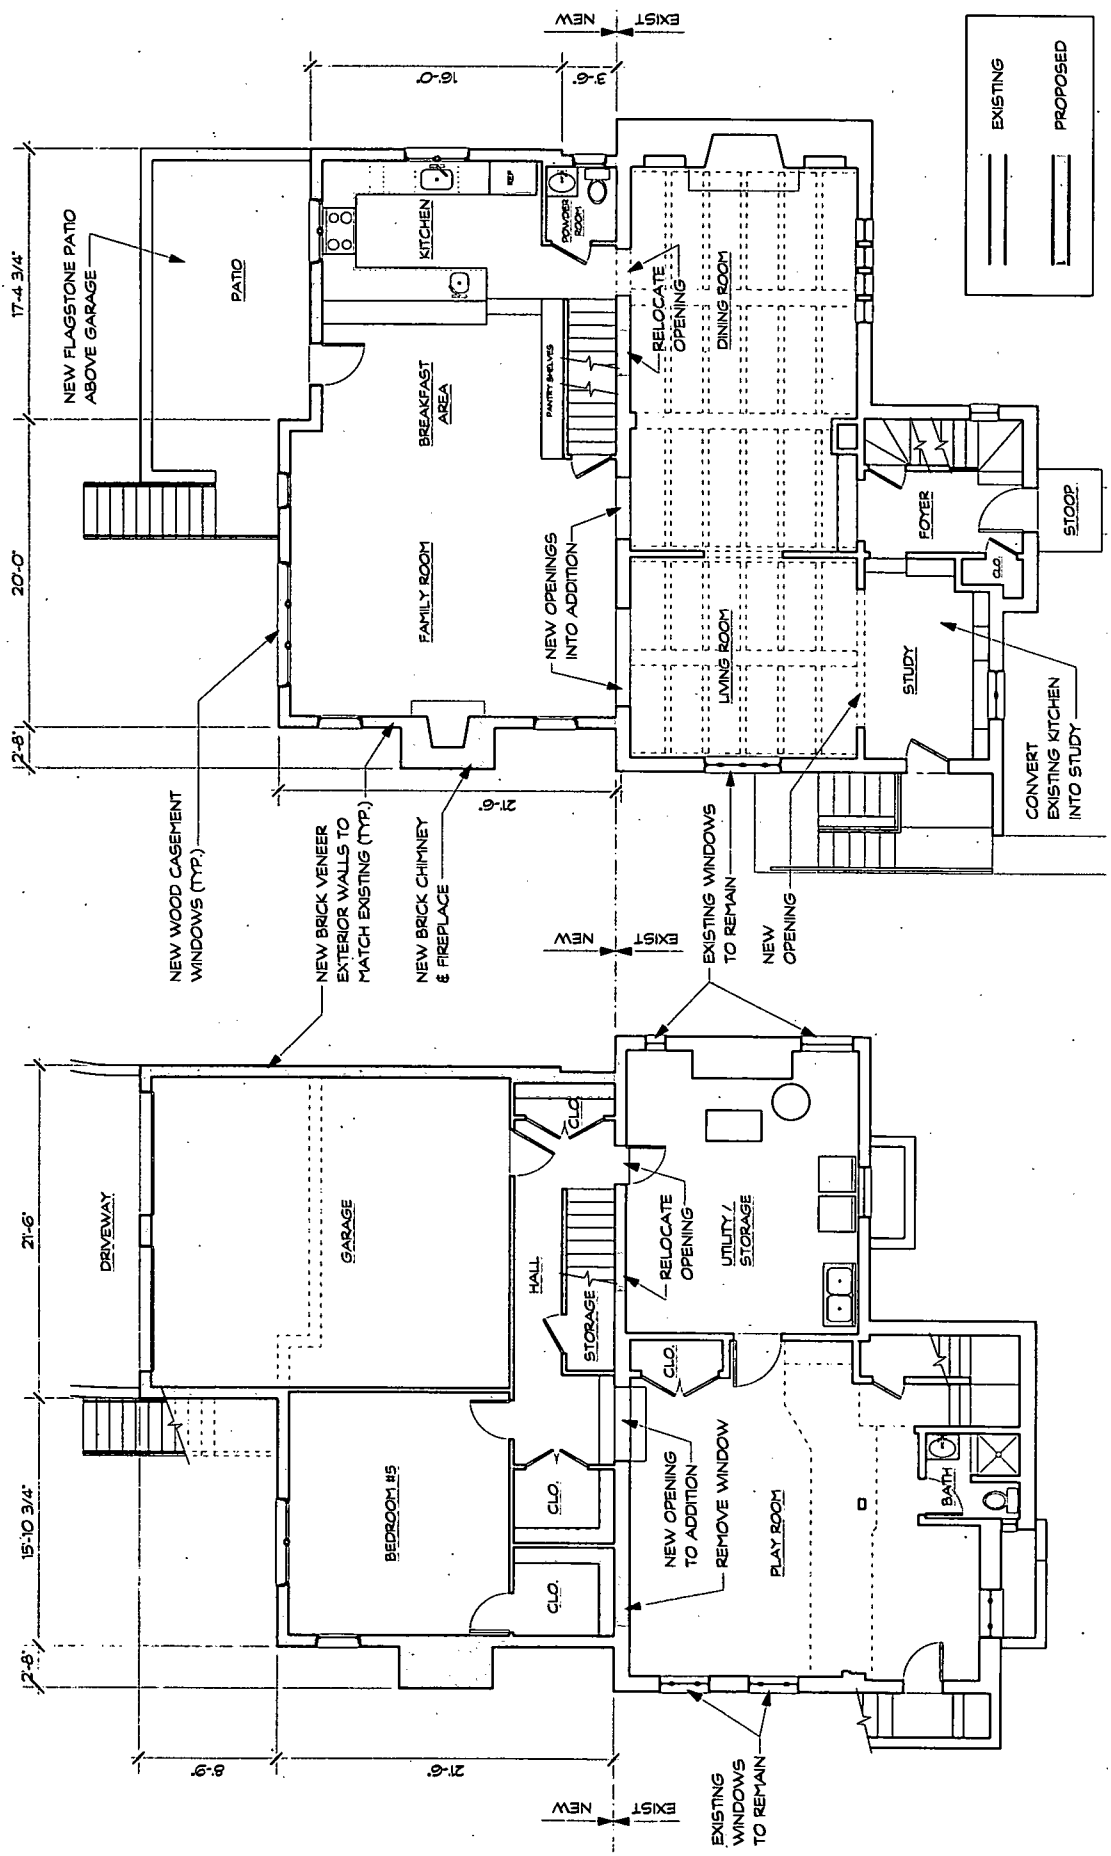 2'-8"
20'-0"
17'-4 3/4"
NEW WOOD CASEMENT
WINDOWS (TYP.)
NEW BRICK VENEER
EXTERIOR WALLS TO
MATCH EXISTING (TYP.)
NEW BRICK CHIMNEY
& FIREPLACE
NEW FLAGSTONE PATIO
ABOVE GARAGE
PATIO
21'-6"
16'-0"
3'-6"
FAMILY ROOM
BREAKFAST
AREA
KITCHEN
REF
POWDER
ROOM
PANTRY SHELVES
NEW OPENINGS
INTO ADDITION
RELOCATE
OPENING
NEW
EXIST
NEW
EXIST
LIVING ROOM
DINING ROOM
EXISTING WINDOWS
TO REMAIN
NEW
OPENING
STUDY
FOYER
CLO.
STOOP
CONVERT
EXISTING KITCHEN
INTO STUDY
EXISTING
PROPOSED
2'-8"
15'-10 3/4"
21'-6"
DRIVEWAY
8'-9"
21'-6"
GARAGE
BEDROOM #5
HALL
CLO.
CLO.
CLO.
STORAGE
NEW
EXIST
RELOCATE
OPENING
CLO.
UTILITY /
STORAGE
NEW OPENING
TO ADDITION
REMOVE WINDOW
PLAY ROOM
BATH
EXISTING
WINDOWS
TO REMAIN